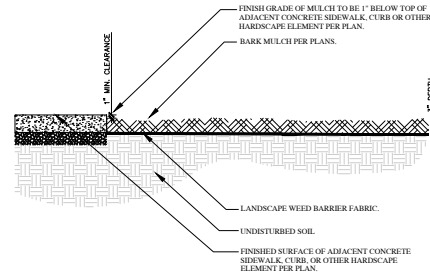 FINISH GRADE OF MULCH TO BE 1" BELOW TOP OF
ADJACENT CONCRETE SIDEWALK, CURB OR OTHER
HARDSCAPE ELEMENT PER PLAN.
BARK MULCH PER PLANS.
1" MIN. CLEARANCE
LANDSCAPE WEED BARRIER FABRIC.
UNDISTURBED SOIL
FINISHED SURFACE OF ADJACENT CONCRETE
SIDEWALK, CURB, OR OTHER HARDSCAPE
ELEMENT PER PLAN.